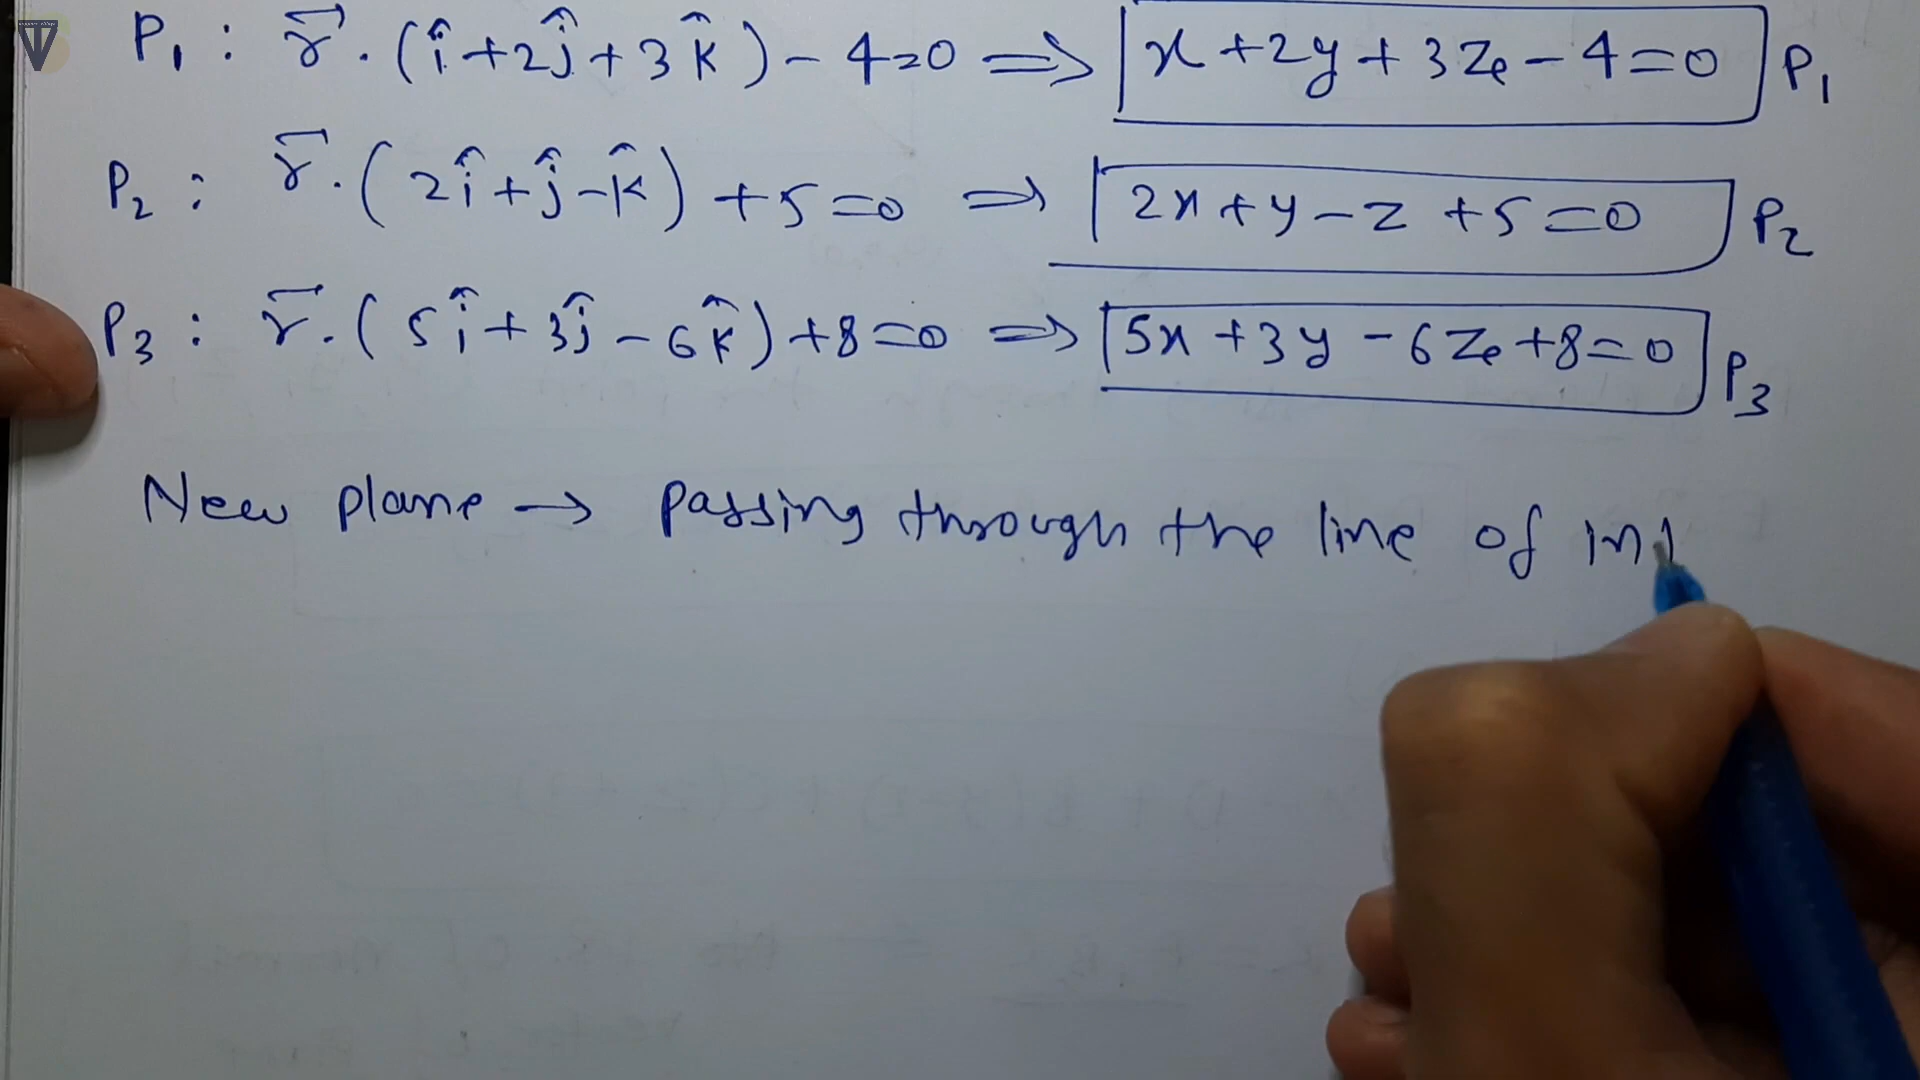 P₁ : r⃗ . (î + 2ĵ + 3k̂) - 4 = 0 ⇒ x + 2y + 3z - 4 = 0 P₁
P₂ : r⃗ . (2î + ĵ - k̂) + 5 = 0 ⇒ 2x + y - z + 5 = 0 P₂
P₃ : r⃗ . (5î + 3ĵ - 6k̂) + 8 = 0 ⇒ 5x + 3y - 6z + 8 = 0 P₃
New plane → passing through the line of int